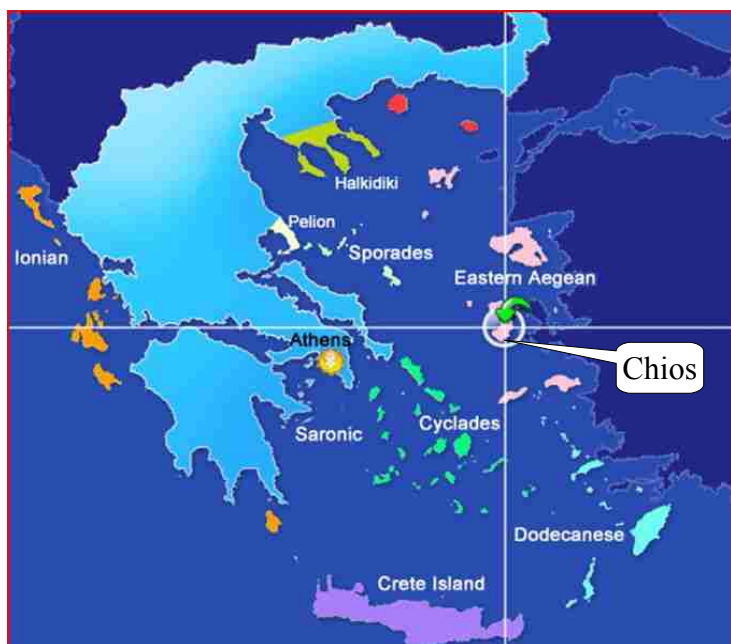 Halkidiki
Pelion
Sporades
Ionian
Eastern Aegean
Athens
Chios
Cyclades
Saronic
Dodecanese
Crete Island